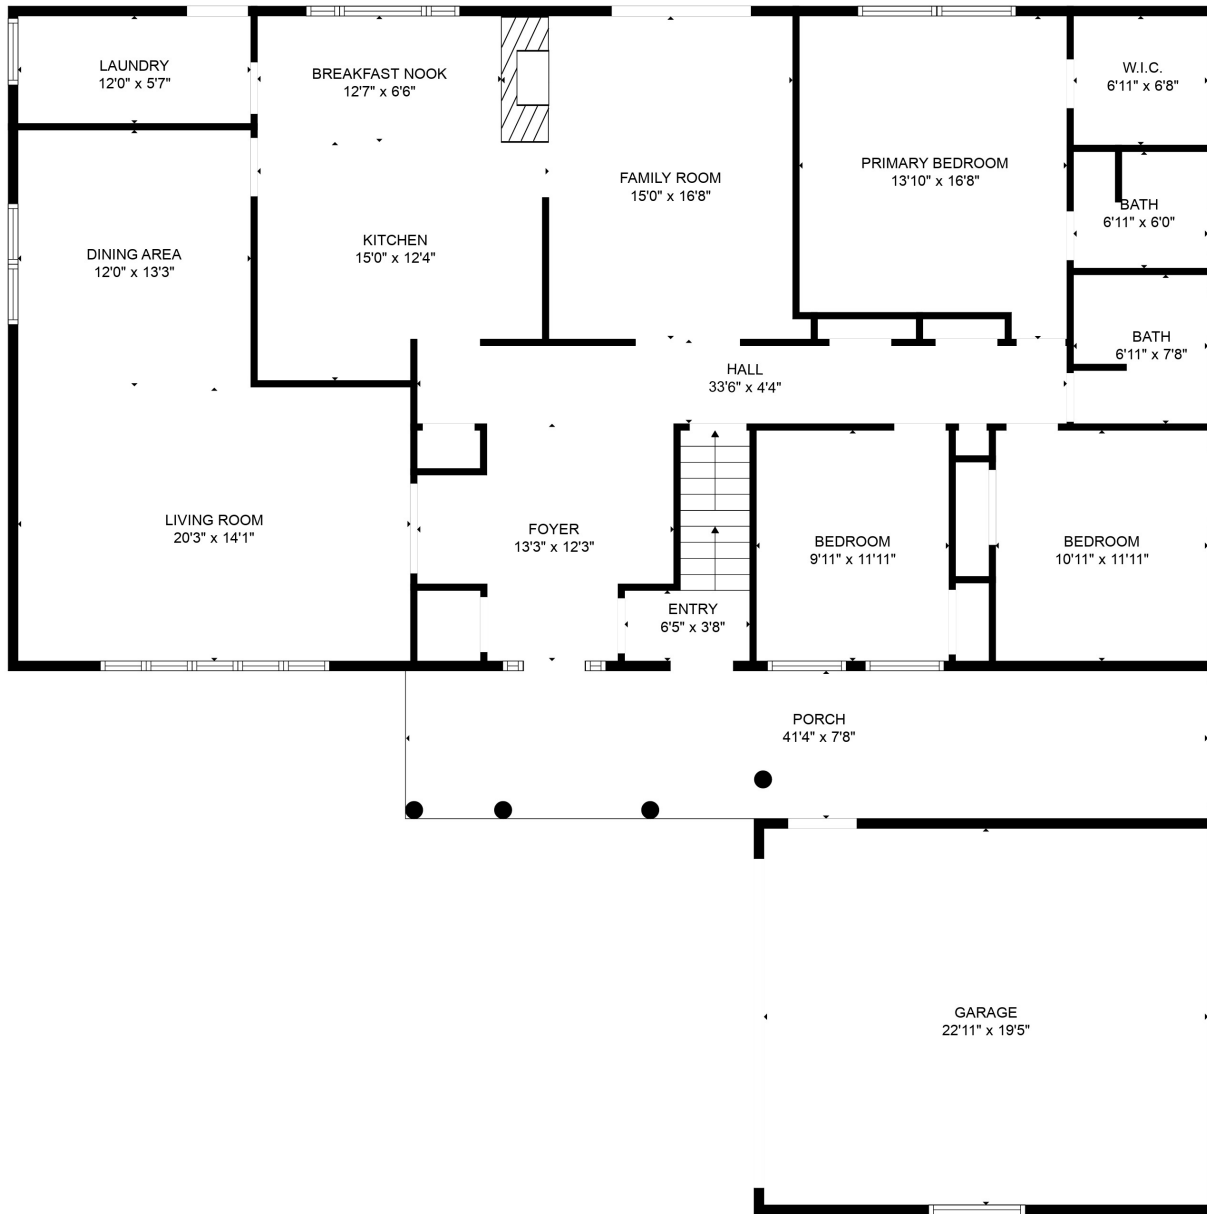 LAUNDRY
12'0" x 5'7"
BREAKFAST NOOK
12'7" x 6'6"
W.I.C.
6'11" x 6'8"
FAMILY ROOM
15'0" x 16'8"
PRIMARY BEDROOM
13'10" x 16'8"
BATH
6'11" x 6'0"
DINING AREA
12'0" x 13'3"
KITCHEN
15'0" x 12'4"
BATH
6'11" x 7'8"
HALL
33'6" x 4'4"
LIVING ROOM
20'3" x 14'1"
FOYER
13'3" x 12'3"
BEDROOM
9'11" x 11'11"
BEDROOM
10'11" x 11'11"
ENTRY
6'5" x 3'8"
PORCH
41'4" x 7'8"
GARAGE
22'11" x 19'5"